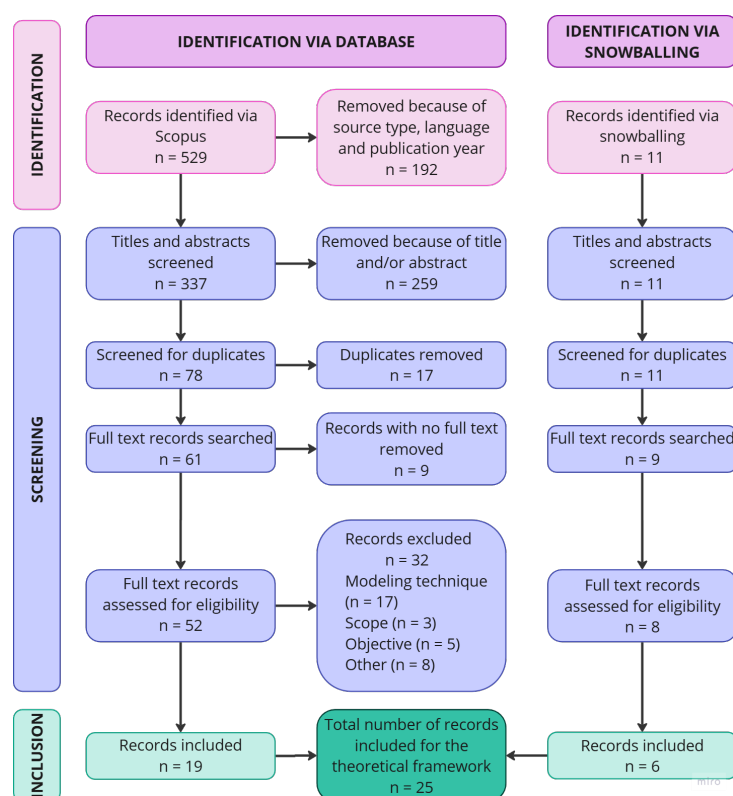 IDENTIFICATION VIA DATABASE
IDENTIFICATION VIA
SNOWBALLING
IDENTIFICATION
Records identified via
Scopus
n = 529
Removed because of
source type, language
and publication year
n = 192
Records identified via
snowballing
n = 11
SCREENING
Titles and abstracts
screened
n = 337
Removed because of title
and/or abstract
n = 259
Titles and abstracts
screened
n = 11
Screened for duplicates
n = 78
Duplicates removed
n = 17
Screened for duplicates
n = 11
Full text records searched
n = 61
Records with no full text
removed
n = 9
Full text records searched
n = 9
Full text records
assessed for eligibility
n = 52
Records excluded
n = 32
Modeling technique
(n = 17)
Scope (n = 3)
Objective (n = 5)
Other (n = 8)
Full text records
assessed for eligibility
n = 8
INCLUSION
Records included
n = 19
Total number of records
included for the
theoretical framework
n = 25
Records included
n = 6
miro